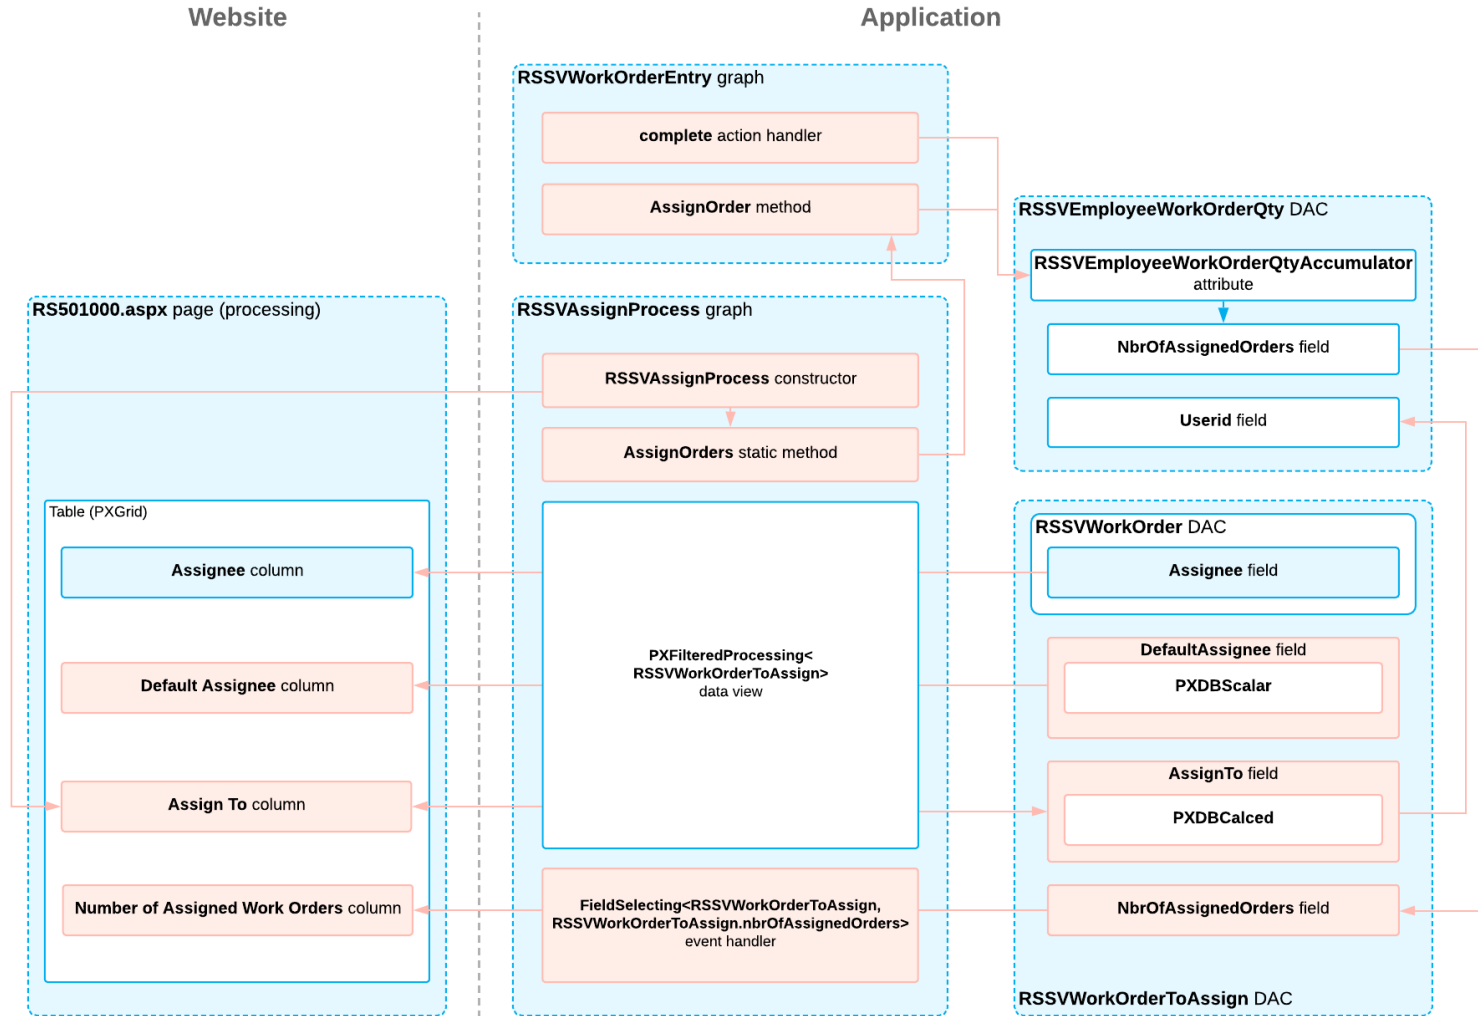 Website
Application
RSSVWorkOrderEntry graph
complete action handler
AssignOrder method
RSSVEmployeeWorkOrderQty DAC
RSSVEmployeeWorkOrderQtyAccumulator
attribute
NbrOfAssignedOrders field
Userid field
RS501000.aspx page (processing)
RSSVAssignProcess graph
RSSVAssignProcess constructor
AssignOrders static method
Table (PXGrid)
Assignee column
Default Assignee column
Assign To column
Number of Assigned Work Orders column
PXFilteredProcessing<
RSSVWorkOrderToAssign>
data view
FieldSelecting<RSSVWorkOrderToAssign,
RSSVWorkOrderToAssign.nbrOfAssignedOrders>
event handler
RSSVWorkOrder DAC
Assignee field
DefaultAssignee field
PXDBScalar
AssignTo field
PXDBCalced
NbrOfAssignedOrders field
RSSVWorkOrderToAssign DAC